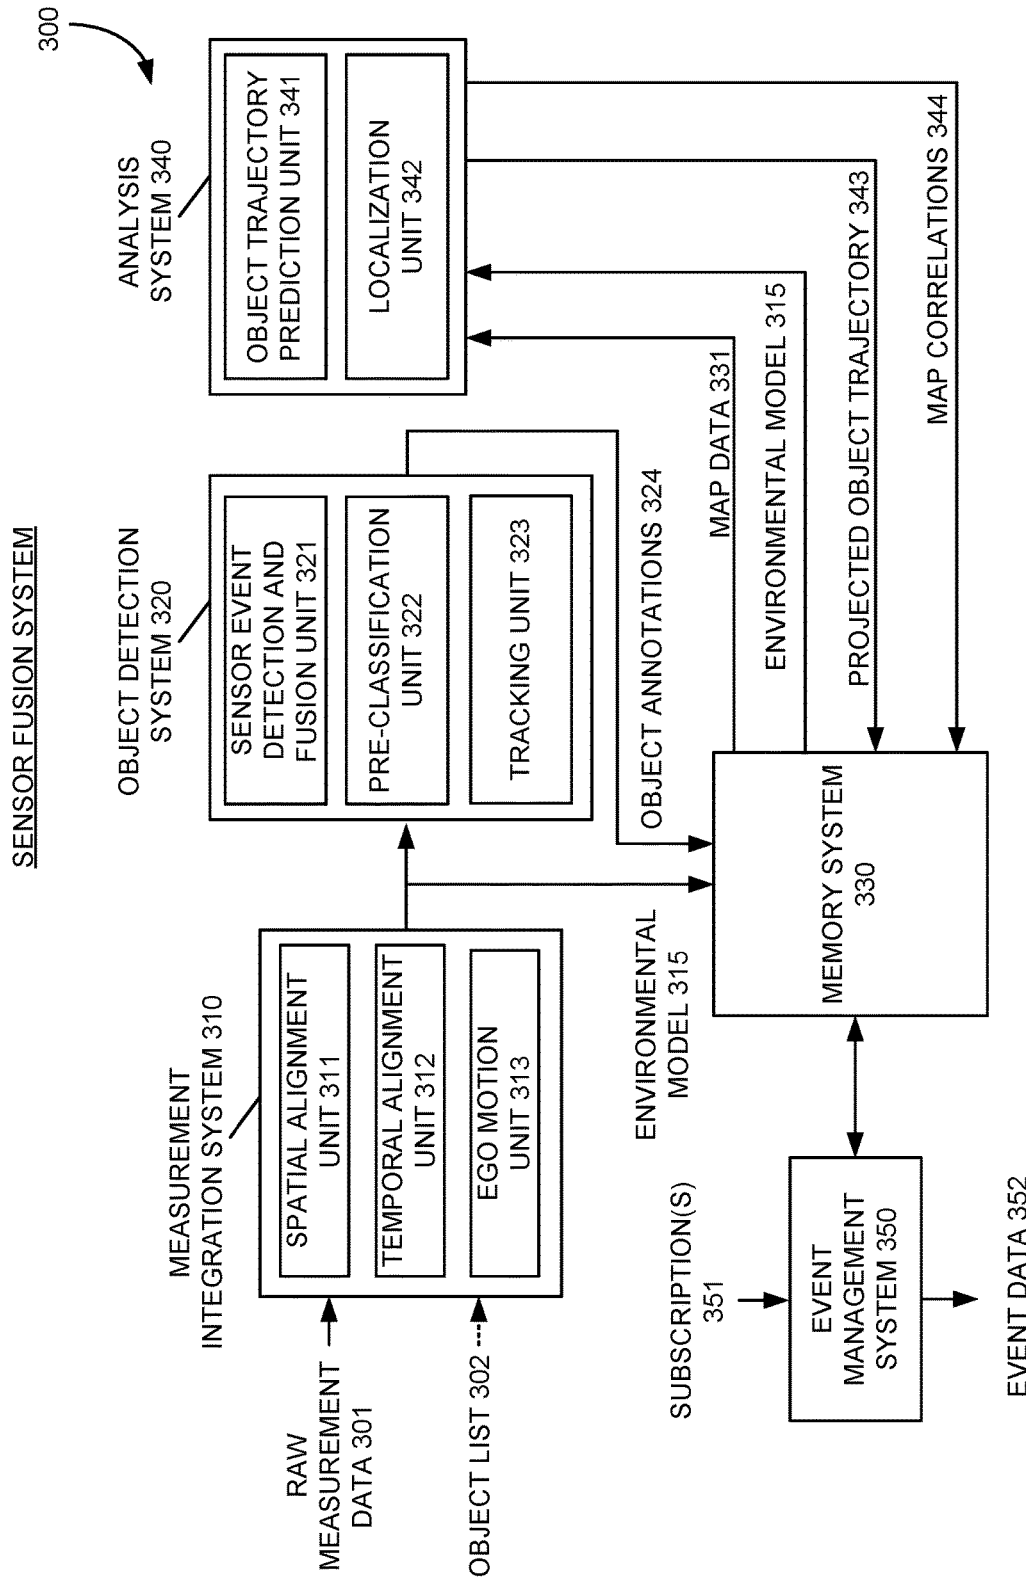 SENSOR FUSION SYSTEM
300
MEASUREMENT
INTEGRATION SYSTEM 310
OBJECT DETECTION
SYSTEM 320
ANALYSIS
SYSTEM 340
RAW
MEASUREMENT
DATA 301
OBJECT LIST 302
SPATIAL ALIGNMENT
UNIT 311
TEMPORAL ALIGNMENT
UNIT 312
EGO MOTION
UNIT 313
SENSOR EVENT
DETECTION AND
FUSION UNIT 321
PRE-CLASSIFICATION
UNIT 322
TRACKING UNIT 323
OBJECT TRAJECTORY
PREDICTION UNIT 341
LOCALIZATION
UNIT 342
ENVIRONMENTAL
MODEL 315
OBJECT ANNOTATIONS 324
MAP DATA 331
ENVIRONMENTAL MODEL 315
PROJECTED OBJECT TRAJECTORY 343
MAP CORRELATIONS 344
SUBSCRIPTION(S)
351
EVENT
MANAGEMENT
SYSTEM 350
MEMORY SYSTEM
330
EVENT DATA 352